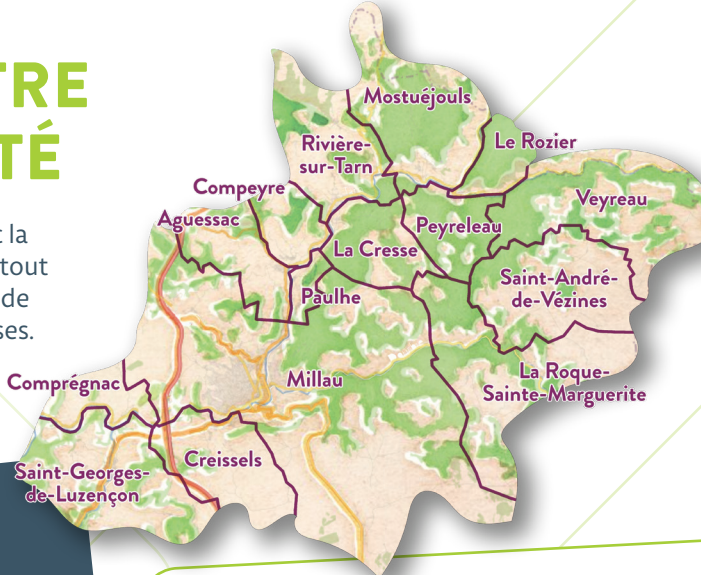 TRE
TÉ
t la
tout
de
ses.
Mostuéjouls
Le Rozier
Rivière-
sur-Tarn
Compeyre
Veyreau
Aguessac
Peyreleau
La Cresse
Saint-André-
de-Vézines
Paulhe
La Roque-
Sainte-Marguerite
Millau
Comprégnac
Creissels
Saint-Georges-
de-Luzençon